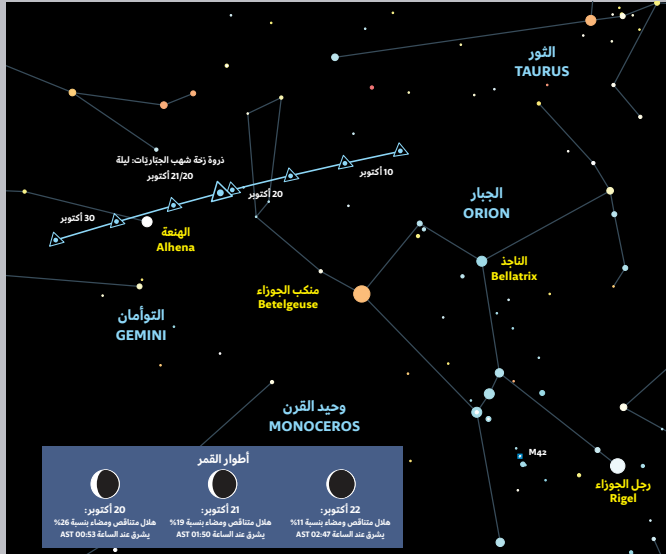 الثور
TAURUS
ذروة زخة شهب الجباريّات: ليلة
21/20 أكتوبر
10 أكتوبر
20 أكتوبر
30 أكتوبر
الجبار
ORION
الهنعة
Alhena
الناجذ
Bellatrix
منكب الجوزاء
Betelgeuse
التوأمان
GEMINI
وحيد القرن
MONOCEROS
M42
رجل الجوزاء
Rigel
أطوار القمر
22 أكتوبر:
هلال متناقص ومضاء بنسبة 11%
يشرق عند الساعة 02:47 AST
21 أكتوبر:
هلال متناقص ومضاء بنسبة 19%
يشرق عند الساعة 01:50 AST
20 أكتوبر:
هلال متناقص ومضاء بنسبة 26%
يشرق عند الساعة 00:53 AST